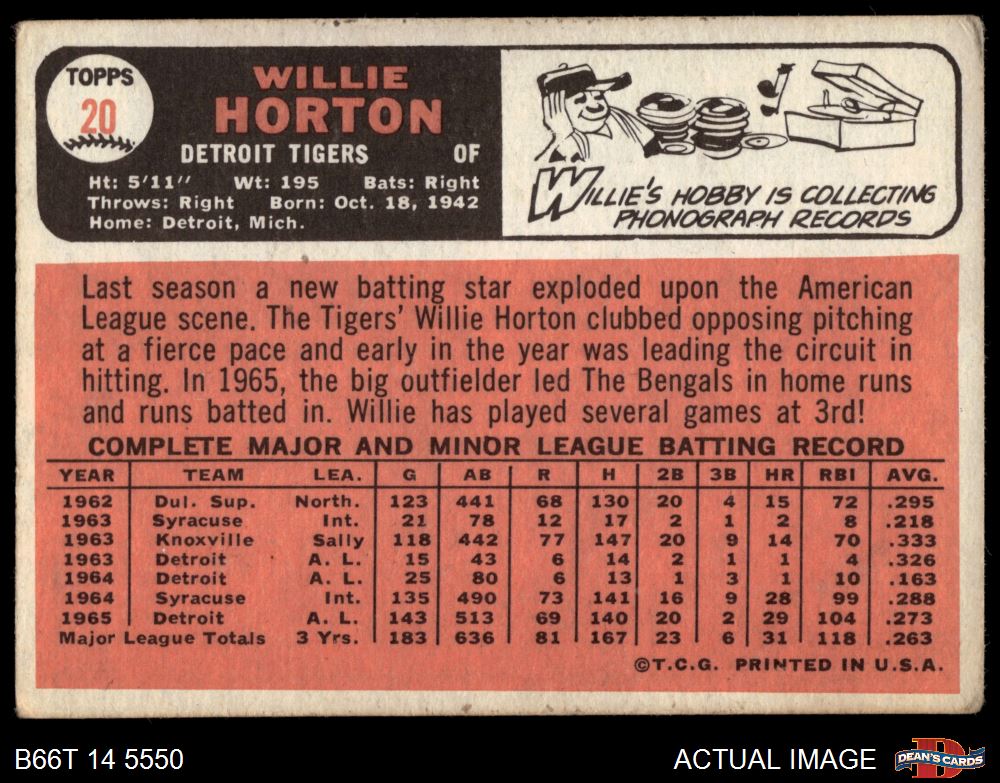 TOPPS
20
WILLIE
HORTON
DETROIT TIGERS OF
Ht: 5'11" Wt: 195 Bats: Right
Throws: Right Born: Oct. 18, 1942
Home: Detroit, Mich.
WILLIE'S HOBBY IS COLLECTING
PHONOGRAPH RECORDS
Last season a new batting star exploded upon the American
League scene. The Tigers' Willie Horton clubbed opposing pitching
at a fierce pace and early in the year was leading the circuit in
hitting. In 1965, the big outfielder led The Bengals in home runs
and runs batted in. Willie has played several games at 3rd!
COMPLETE MAJOR AND MINOR LEAGUE BATTING RECORD
YEAR TEAM LEA. G AB R H 2B 3B HR RBI AVG.
1962 Dul. Sup. North. 123 441 68 130 20 4 15 72 .295
1963 Syracuse Int. 21 78 12 17 2 1 2 8 .218
1963 Knoxville Sally 118 442 77 147 20 9 14 70 .333
1963 Detroit A. L. 15 43 6 14 2 1 1 4 .326
1964 Detroit A. L. 25 80 6 13 1 3 1 10 .163
1964 Syracuse Int. 135 490 73 141 16 9 28 99 .288
1965 Detroit A. L. 143 513 69 140 20 2 29 104 .273
Major League Totals 3 Yrs. 183 636 81 167 23 6 31 118 .263
©T.C.G. PRINTED IN U.S.A.
B66T 14 5550 ACTUAL IMAGE
D
DEAN'S CARDS